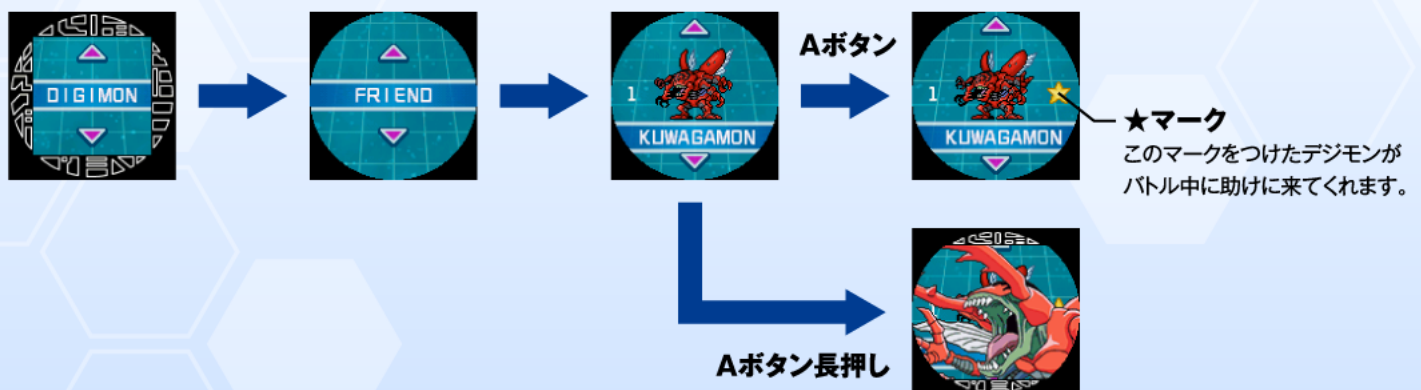 DIGIMON
FRIEND
1
KUWAGAMON
Aボタン
1
KUWAGAMON
★マーク
このマークをつけたデジモンが
バトル中に助けに来てくれます。
Aボタン長押し